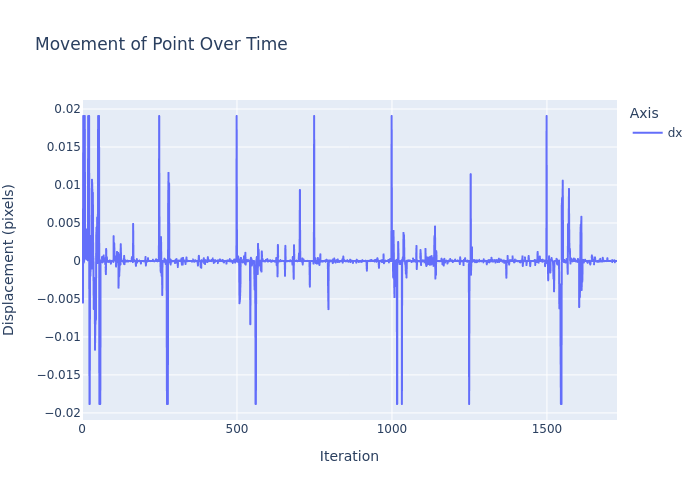 Movement of Point Over Time
Displacement (pixels)
0.02
0.015
0.01
0.005
0
−0.005
−0.01
−0.015
−0.02
0
500
1000
1500
Iteration
Axis
dx